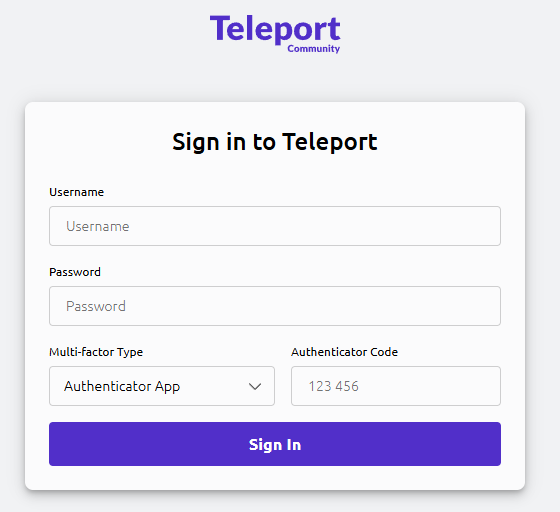 Teleport
Community
Sign in to Teleport
Username
Username
Password
Password
Multi-factor Type
Authenticator Code
Authenticator App
123 456
Sign In